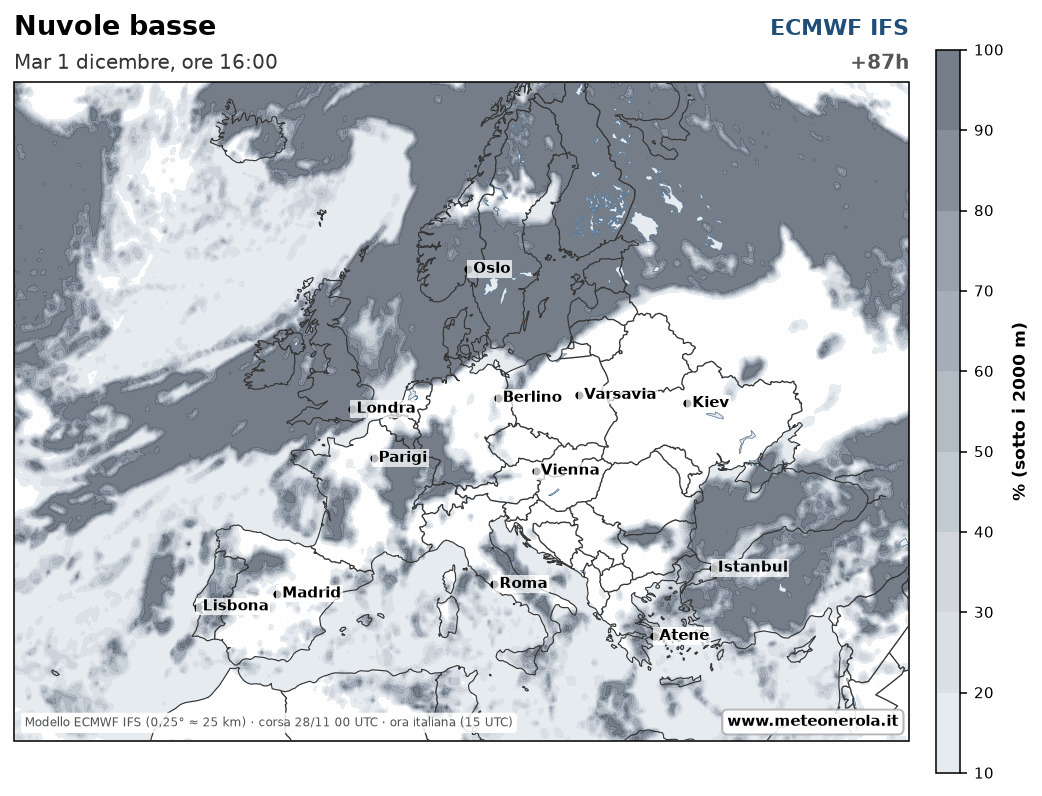 Nuvole basse
ECMWF IFS
Mar 1 dicembre, ore 16:00
+87h
100
90
80
70
60
50
40
30
20
10
% (sotto i 2000 m)
Oslo
Londra
Berlino
Varsavia
Kiev
Parigi
Vienna
Istanbul
Roma
Madrid
Lisbona
Atene
Modello ECMWF IFS (0,25° ≈ 25 km) · corsa 28/11 00 UTC · ora italiana (15 UTC)
www.meteonerola.it